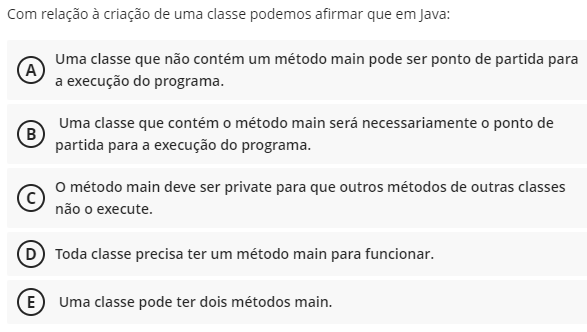 Com relação à criação de uma classe podemos afirmar que em Java:
A Uma classe que não contém um método main pode ser ponto de partida para
a execução do programa.
B Uma classe que contém o método main será necessariamente o ponto de
partida para a execução do programa.
C O método main deve ser private para que outros métodos de outras classes
não o execute.
D Toda classe precisa ter um método main para funcionar.
E Uma classe pode ter dois métodos main.